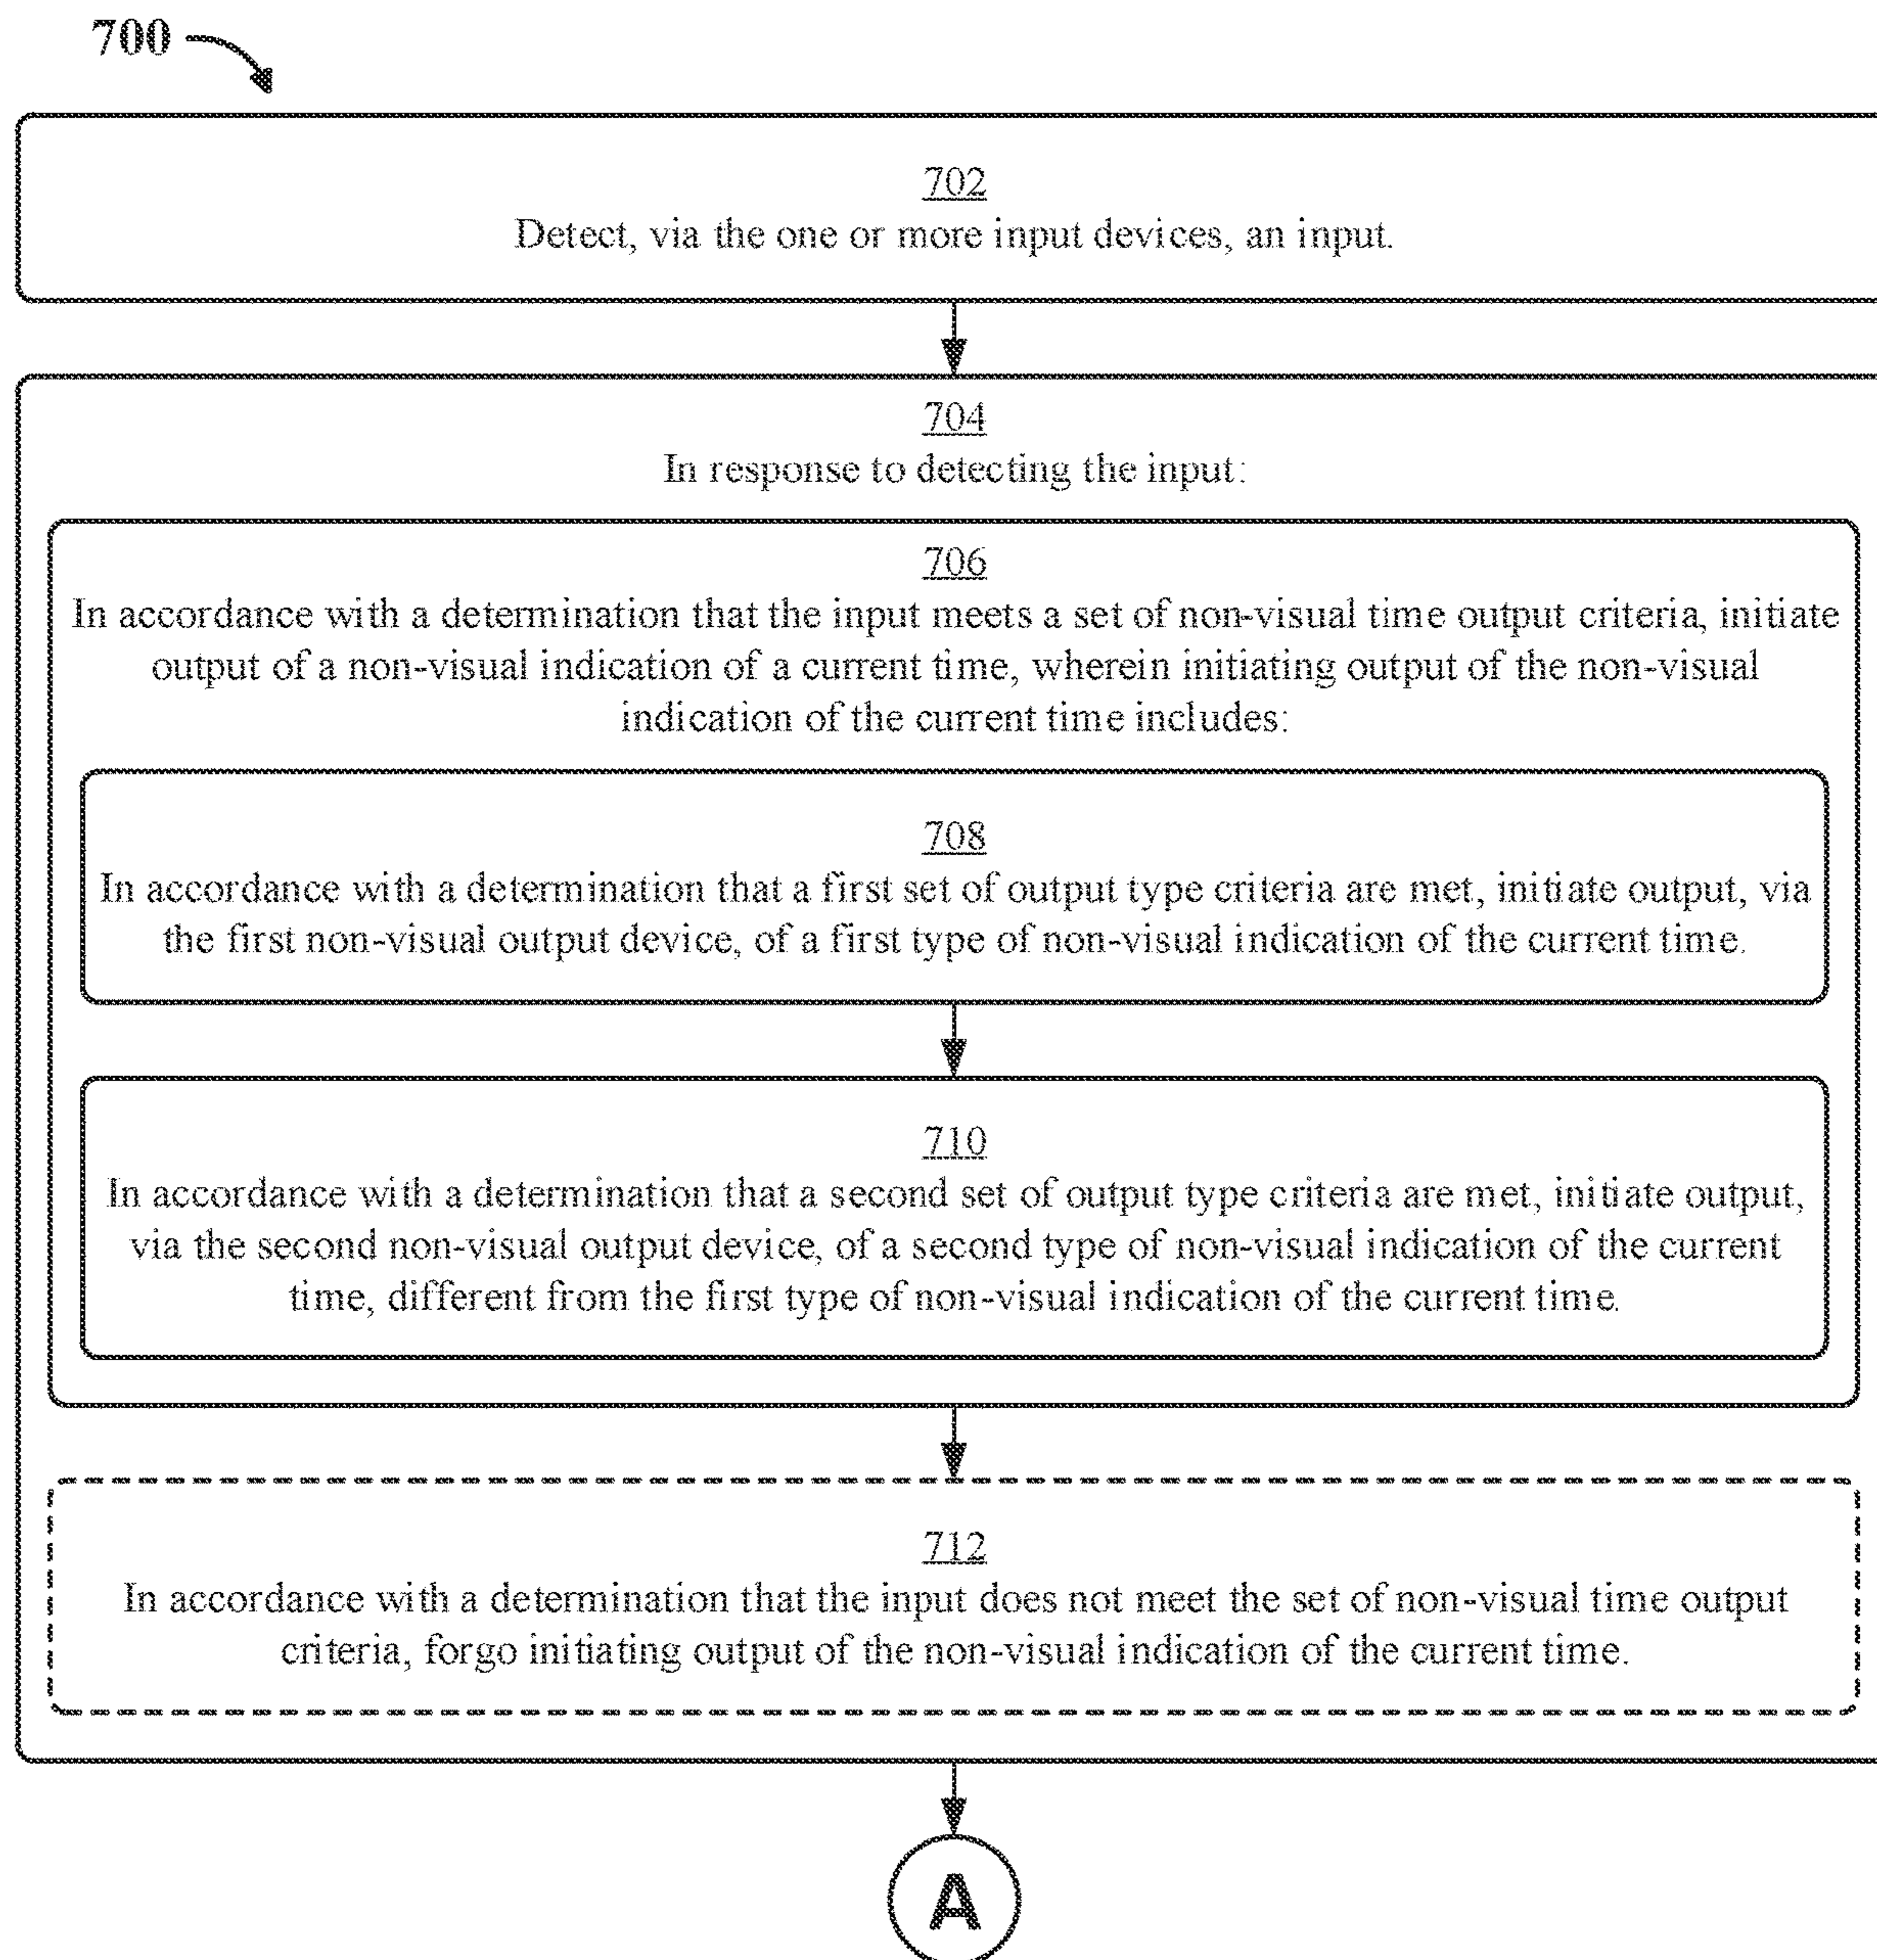 700
702
Detect, via the one or more input devices, an input.
704
In response to detecting the input:
706
In accordance with a determination that the input meets a set of non-visual time output criteria, initiate
output of a non-visual indication of a current time, wherein initiating output of the non-visual
indication of the current time includes:
708
In accordance with a determination that a first set of output type criteria are met, initiate output, via
the first non-visual output device, of a first type of non-visual indication of the current time.
710
In accordance with a determination that a second set of output type criteria are met, initiate output,
via the second non-visual output device, of a second type of non-visual indication of the current
time, different from the first type of non-visual indication of the current time.
712
In accordance with a determination that the input does not meet the set of non-visual time output
criteria, forgo initiating output of the non-visual indication of the current time.
A